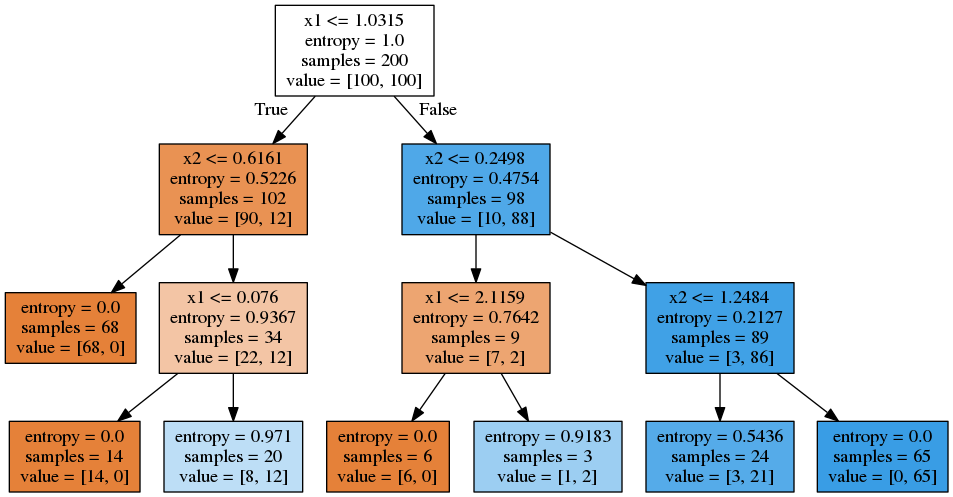 x1 <= 1.0315
entropy = 1.0
samples = 200
value = [100, 100]
True
False
x2 <= 0.6161
entropy = 0.5226
samples = 102
value = [90, 12]
x2 <= 0.2498
entropy = 0.4754
samples = 98
value = [10, 88]
entropy = 0.0
samples = 68
value = [68, 0]
x1 <= 0.076
entropy = 0.9367
samples = 34
value = [22, 12]
x1 <= 2.1159
entropy = 0.7642
samples = 9
value = [7, 2]
x2 <= 1.2484
entropy = 0.2127
samples = 89
value = [3, 86]
entropy = 0.0
samples = 14
value = [14, 0]
entropy = 0.971
samples = 20
value = [8, 12]
entropy = 0.0
samples = 6
value = [6, 0]
entropy = 0.9183
samples = 3
value = [1, 2]
entropy = 0.5436
samples = 24
value = [3, 21]
entropy = 0.0
samples = 65
value = [0, 65]